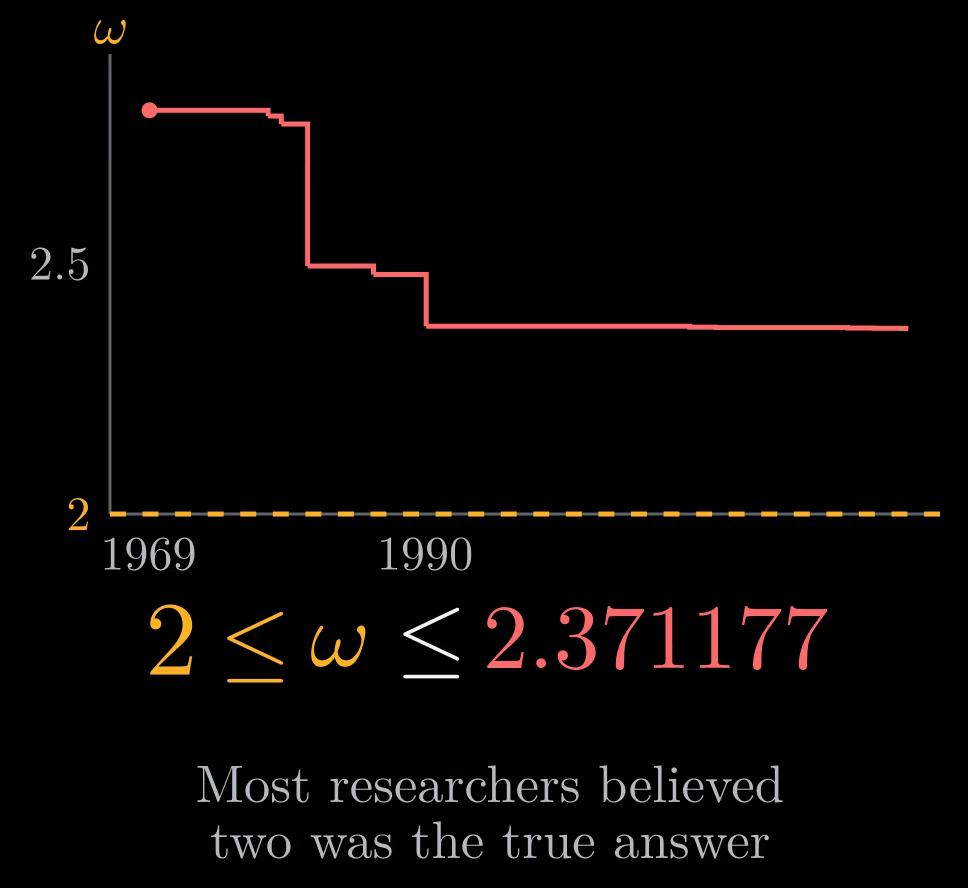 ω
2.5
2
1969 1990
2 ≤ ω ≤ 2.371177
Most researchers believed
two was the true answer